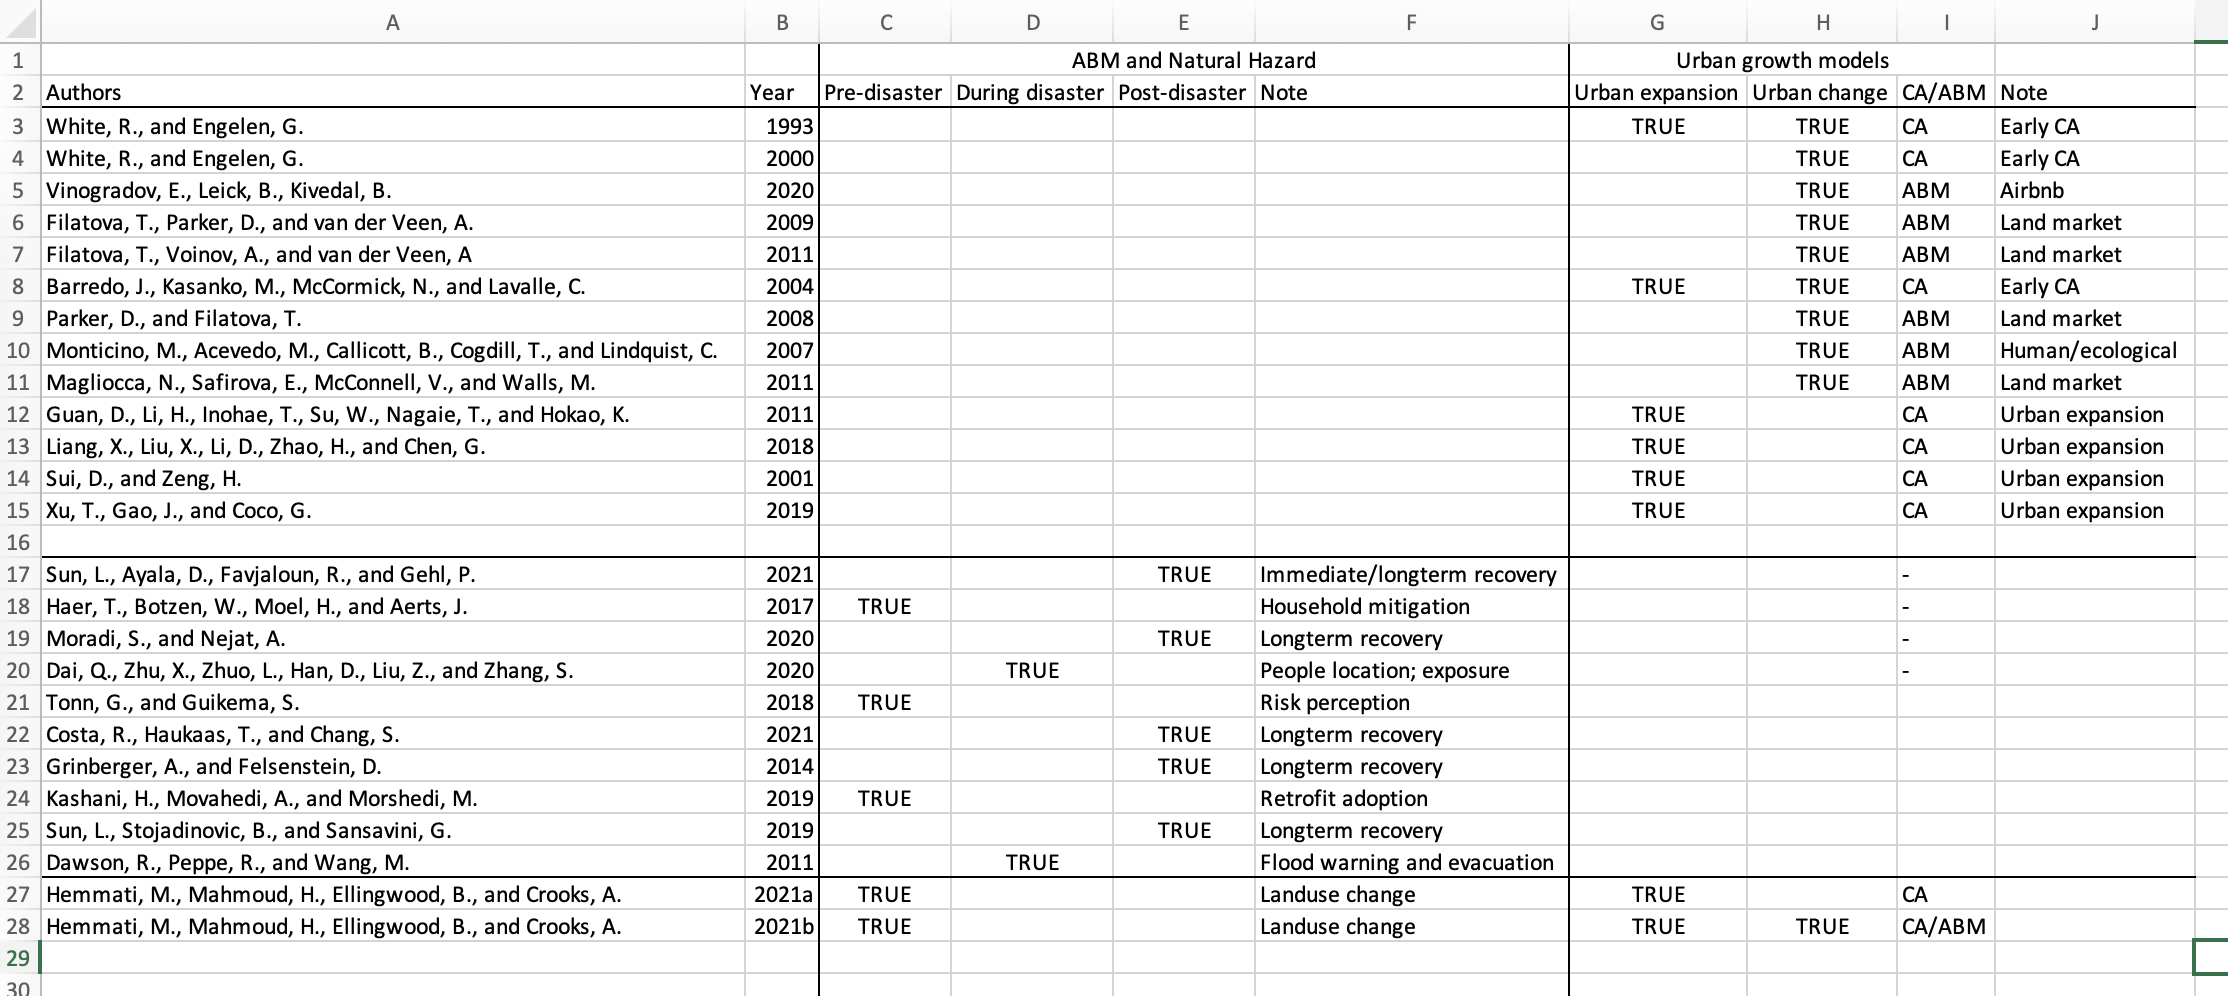 A B C D E F G H I J
1 ABM and Natural Hazard Urban growth models
2 Authors Year Pre-disaster During disaster Post-disaster Note Urban expansion Urban change CA/ABM Note
3 White, R., and Engelen, G. 1993 TRUE TRUE CA Early CA
4 White, R., and Engelen, G. 2000 TRUE CA Early CA
5 Vinogradov, E., Leick, B., Kivedal, B. 2020 TRUE ABM Airbnb
6 Filatova, T., Parker, D., and van der Veen, A. 2009 TRUE ABM Land market
7 Filatova, T., Voinov, A., and van der Veen, A 2011 TRUE ABM Land market
8 Barredo, J., Kasanko, M., McCormick, N., and Lavalle, C. 2004 TRUE TRUE CA Early CA
9 Parker, D., and Filatova, T. 2008 TRUE ABM Land market
10 Monticino, M., Acevedo, M., Callicott, B., Cogdill, T., and Lindquist, C. 2007 TRUE ABM Human/ecological
11 Magliocca, N., Safirova, E., McConnell, V., and Walls, M. 2011 TRUE ABM Land market
12 Guan, D., Li, H., Inohae, T., Su, W., Nagaie, T., and Hokao, K. 2011 TRUE CA Urban expansion
13 Liang, X., Liu, X., Li, D., Zhao, H., and Chen, G. 2018 TRUE CA Urban expansion
14 Sui, D., and Zeng, H. 2001 TRUE CA Urban expansion
15 Xu, T., Gao, J., and Coco, G. 2019 TRUE CA Urban expansion
16
17 Sun, L., Ayala, D., Favjaloun, R., and Gehl, P. 2021 TRUE Immediate/longterm recovery -
18 Haer, T., Botzen, W., Moel, H., and Aerts, J. 2017 TRUE Household mitigation -
19 Moradi, S., and Nejat, A. 2020 TRUE Longterm recovery -
20 Dai, Q., Zhu, X., Zhuo, L., Han, D., Liu, Z., and Zhang, S. 2020 TRUE People location; exposure -
21 Tonn, G., and Guikema, S. 2018 TRUE Risk perception
22 Costa, R., Haukaas, T., and Chang, S. 2021 TRUE Longterm recovery
23 Grinberger, A., and Felsenstein, D. 2014 TRUE Longterm recovery
24 Kashani, H., Movahedi, A., and Morshedi, M. 2019 TRUE Retrofit adoption
25 Sun, L., Stojadinovic, B., and Sansavini, G. 2019 TRUE Longterm recovery
26 Dawson, R., Peppe, R., and Wang, M. 2011 TRUE Flood warning and evacuation
27 Hemmati, M., Mahmoud, H., Ellingwood, B., and Crooks, A. 2021a TRUE Landuse change TRUE CA
28 Hemmati, M., Mahmoud, H., Ellingwood, B., and Crooks, A. 2021b TRUE Landuse change TRUE TRUE CA/ABM
29
30